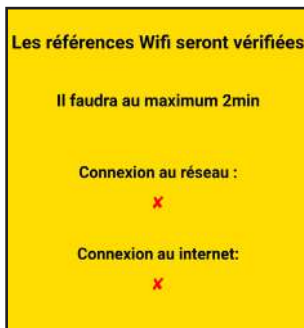 Les références Wifi seront vérifiées
Il faudra au maximum 2min
Connexion au réseau :
✘
Connexion au internet:
✘